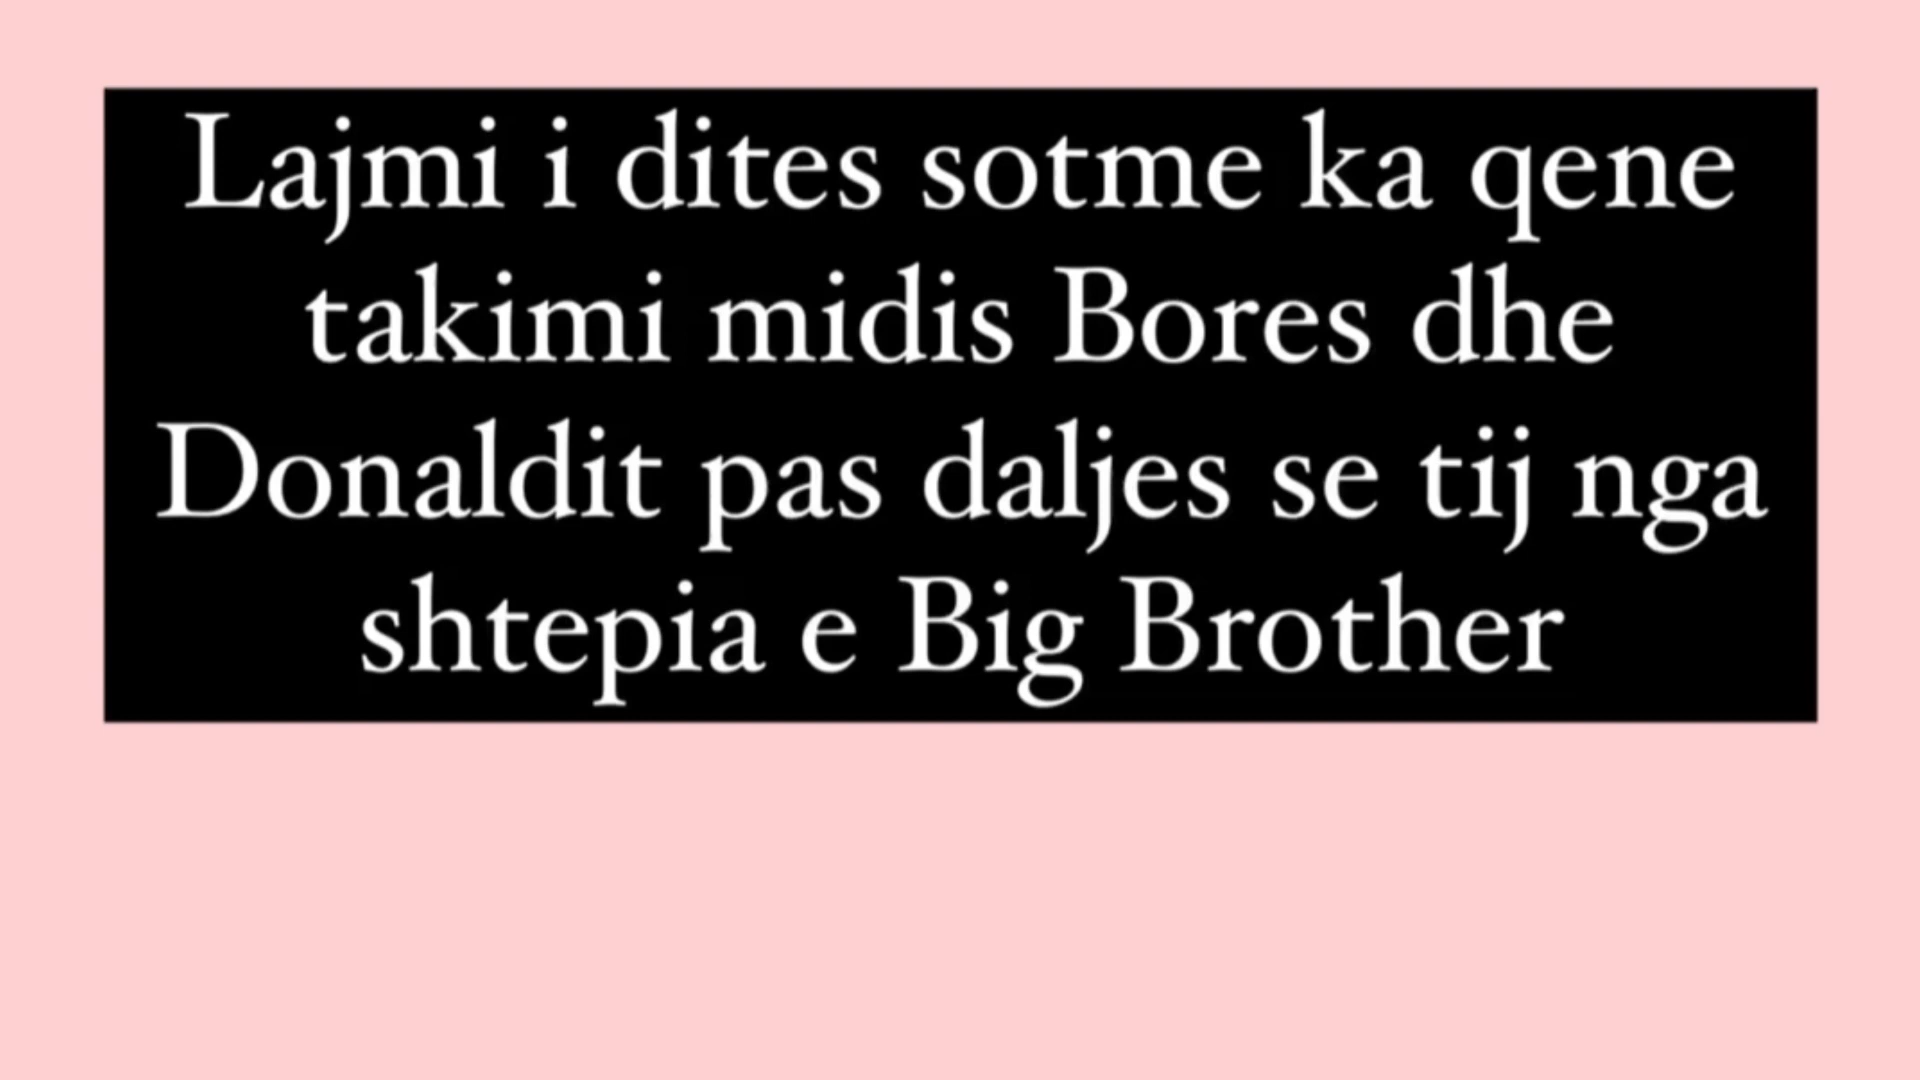 Lajmi i dites sotme ka qene
takimi midis Bores dhe
Donaldit pas daljes se tij nga
shtepia e Big Brother